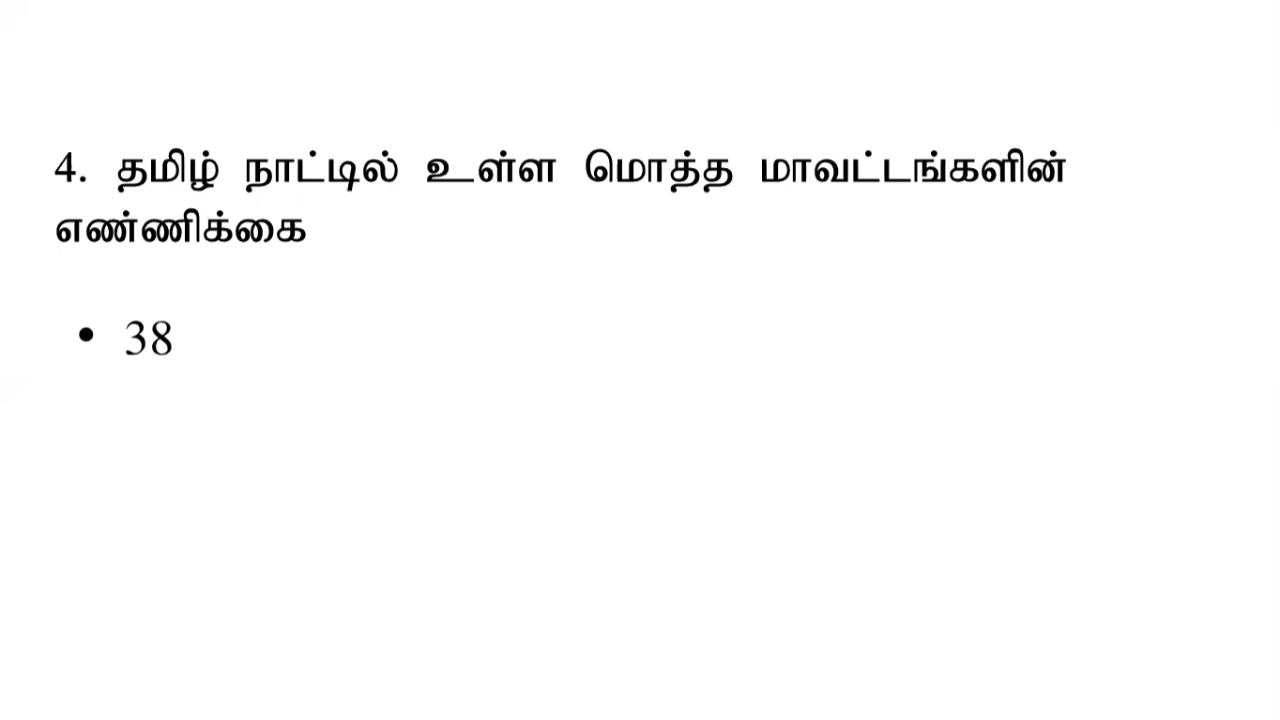 4. தமிழ் நாட்டில் உள்ள மொத்த மாவட்டங்களின்
எண்ணிக்கை
• 38